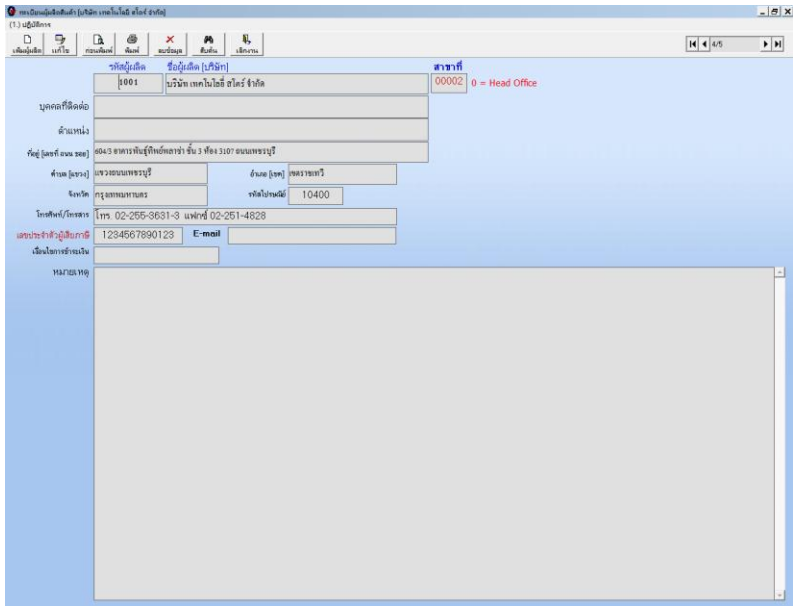 ทะเบียนผู้ผลิตสินค้า [บริษัท เทคโนโลยี สโตร์ จำกัด]
(1.) ปฏิบัติการ
เพิ่มผู้ผลิต แก้ไข ก่อนพิมพ์ พิมพ์ ลบข้อมูล สืบค้น เลิกงาน 4/5
รหัสผู้ผลิต ชื่อผู้ผลิต [บริษัท] สาขาที่
1001 บริษัท เทคโนโลยี สโตร์ จำกัด 00002 0 = Head Office
บุคคลที่ติดต่อ
ตำแหน่ง
ที่อยู่ [เลขที่ ถนน ซอย] 604/3 อาคารพันธุ์ทิพย์พลาซ่า ชั้น 3 ห้อง 3107 ถนนเพชรบุรี
ตำบล [แขวง] แขวงถนนเพชรบุรี อำเภอ [เขต] เขตราชเทวี
จังหวัด กรุงเทพมหานคร รหัสไปรษณีย์ 10400
โทรศัพท์/โทรสาร โทร. 02-255-3631-3 แฟกซ์ 02-251-4828
เลขประจำตัวผู้เสียภาษี 1234567890123 E-mail
เงื่อนไขการชำระเงิน
หมายเหตุ